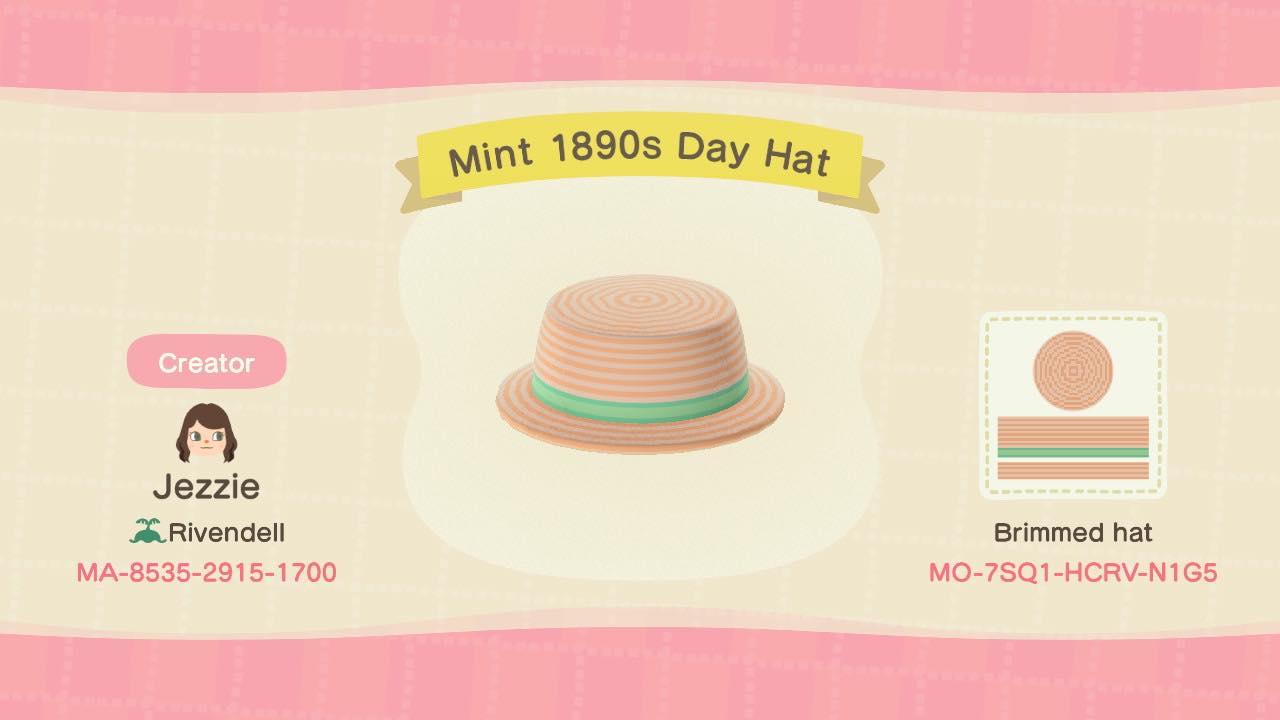 Mint 1890s Day Hat
Creator
Jezzie
Rivendell
MA-8535-2915-1700
Brimmed hat
MO-7SQ1-HCRV-N1G5